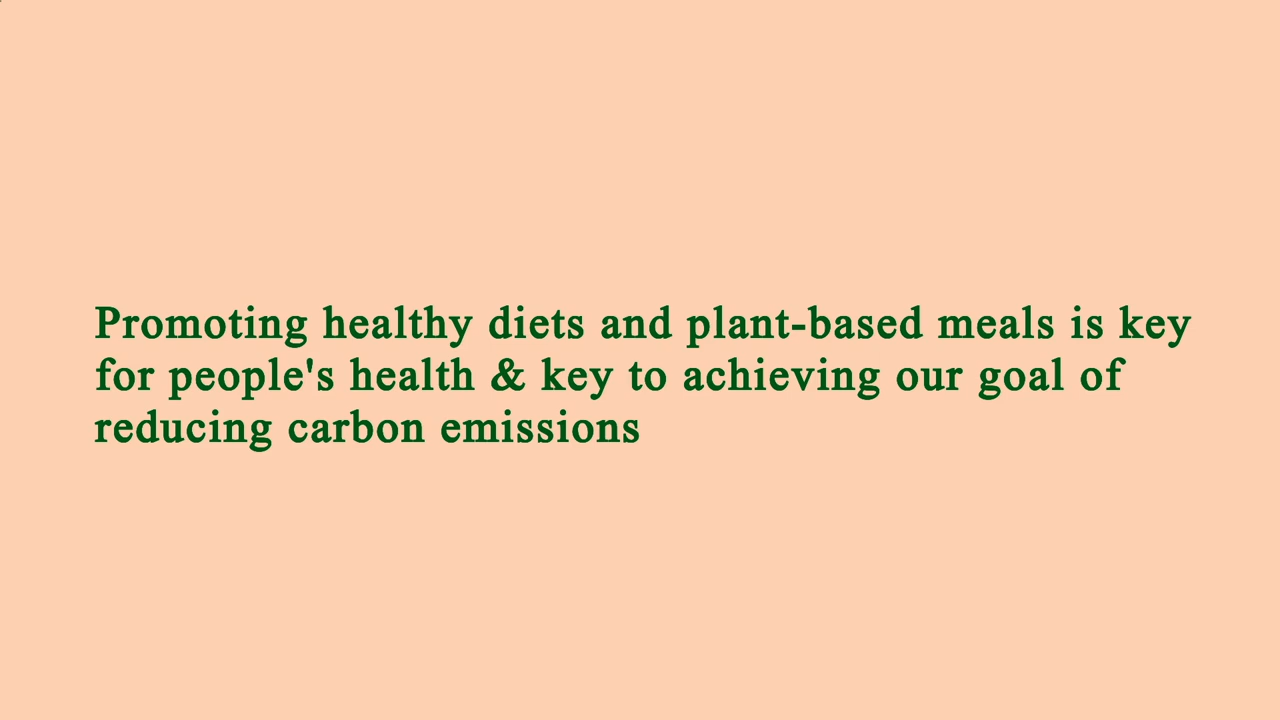 Promoting healthy diets and plant-based meals is key
for people's health & key to achieving our goal of
reducing carbon emissions